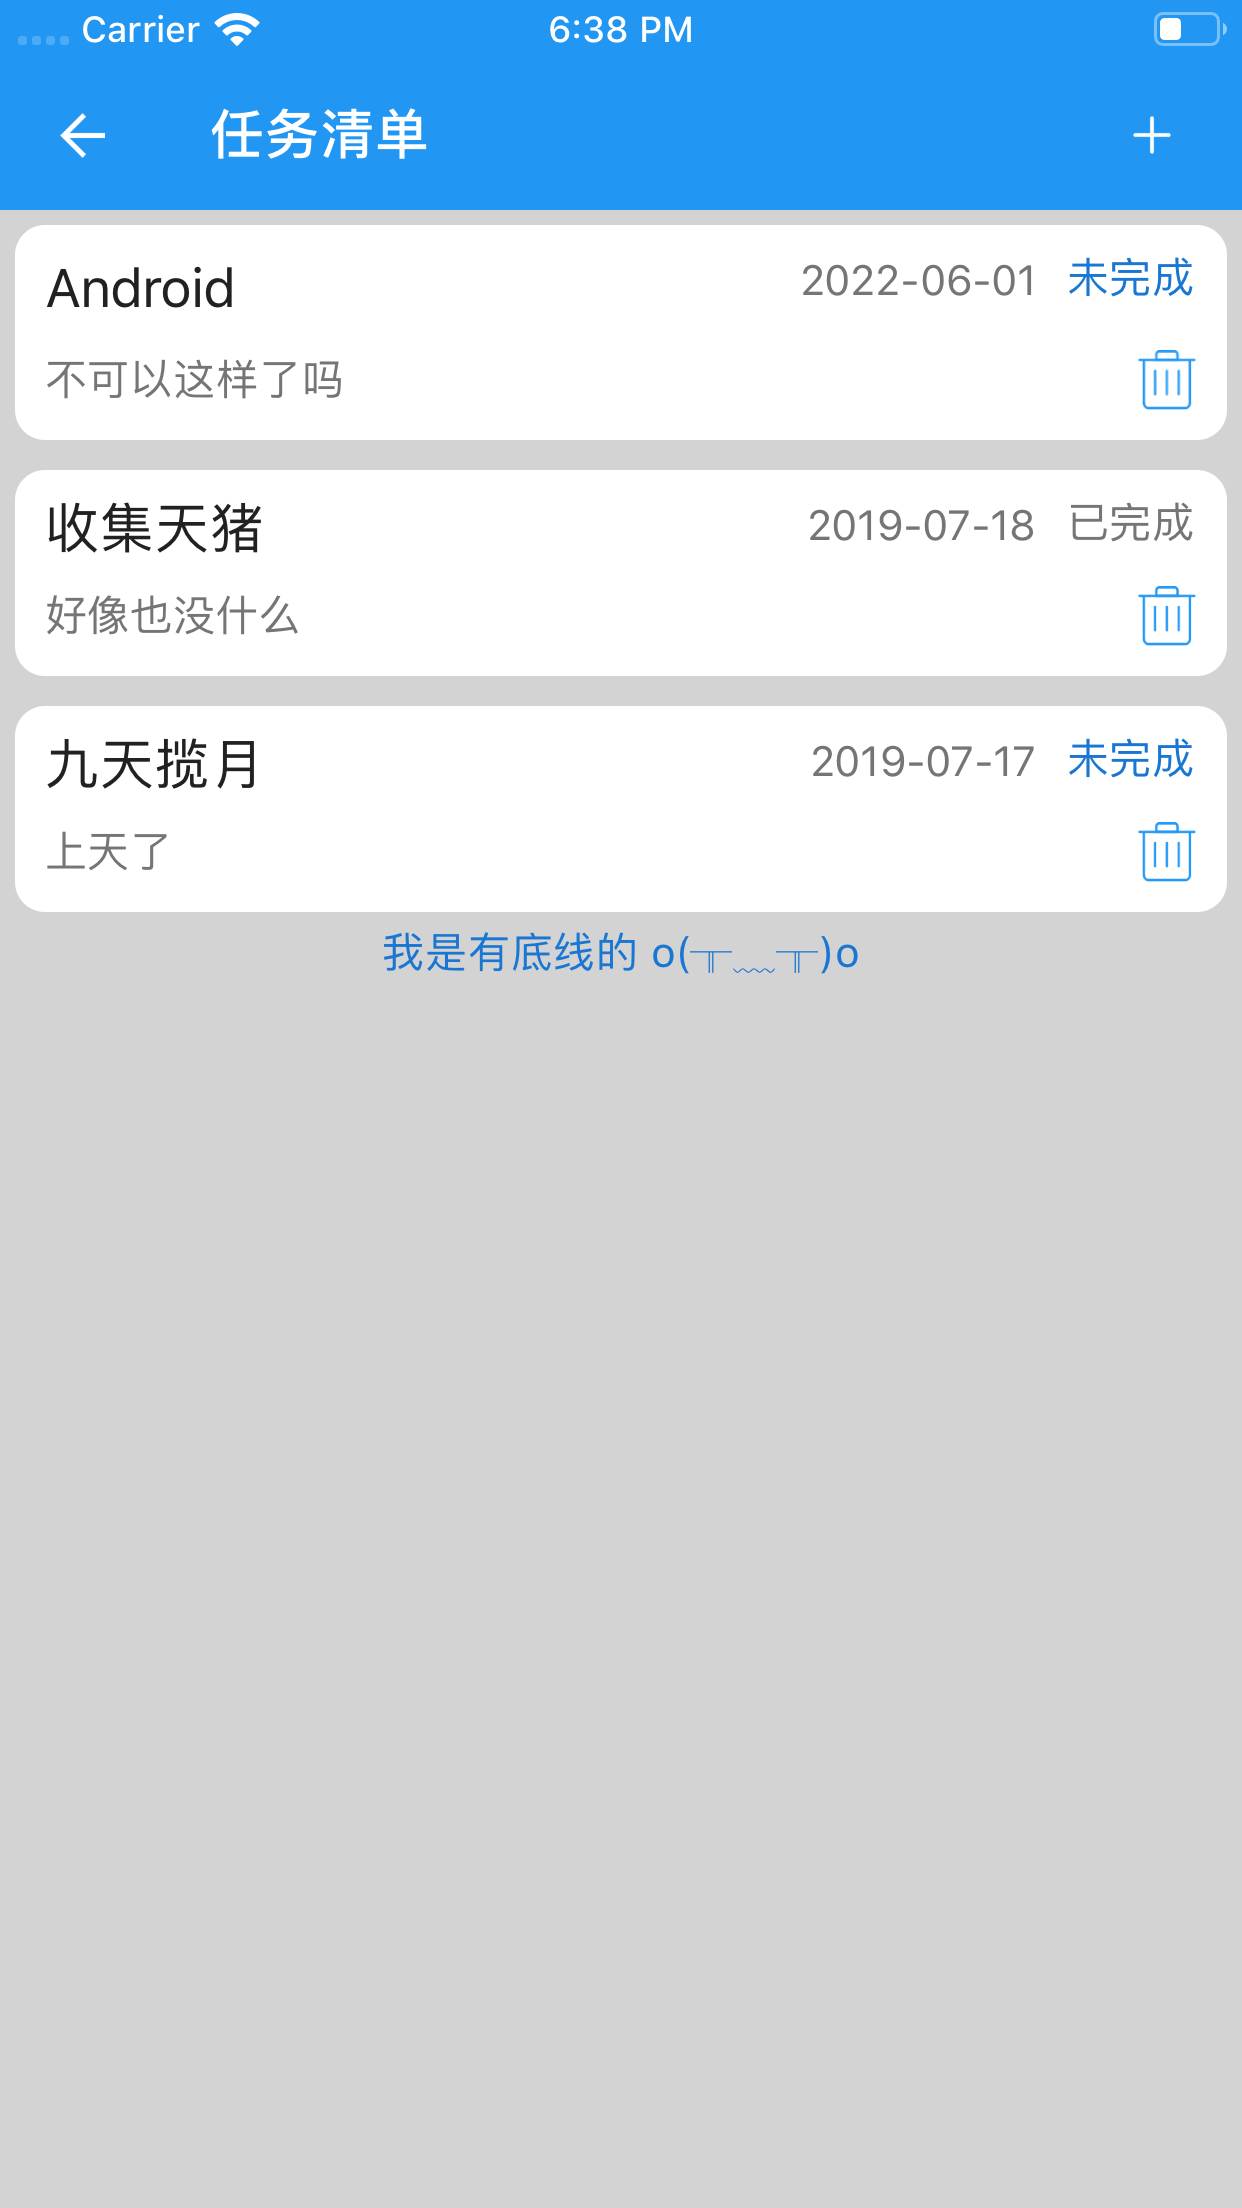 Carrier 6:38 PM
任务清单
Android 2022-06-01 未完成
不可以这样了吗
收集天猪 2019-07-18 已完成
好像也没什么
九天揽月 2019-07-17 未完成
上天了
我是有底线的 o(╥﹏╥)o